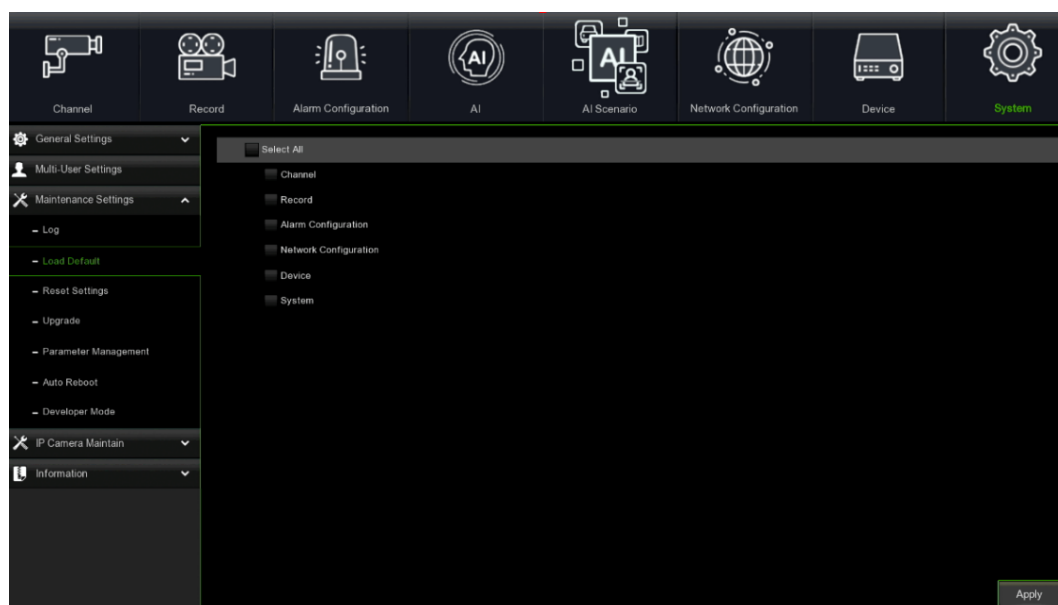 Channel
Record
Alarm Configuration
AI
AI
AI
AI Scenario
Network Configuration
Device
System
General Settings
Multi-User Settings
Maintenance Settings
– Log
– Load Default
– Reset Settings
– Upgrade
– Parameter Management
– Auto Reboot
– Developer Mode
IP Camera Maintain
Information
Select All
Channel
Record
Alarm Configuration
Network Configuration
Device
System
Apply